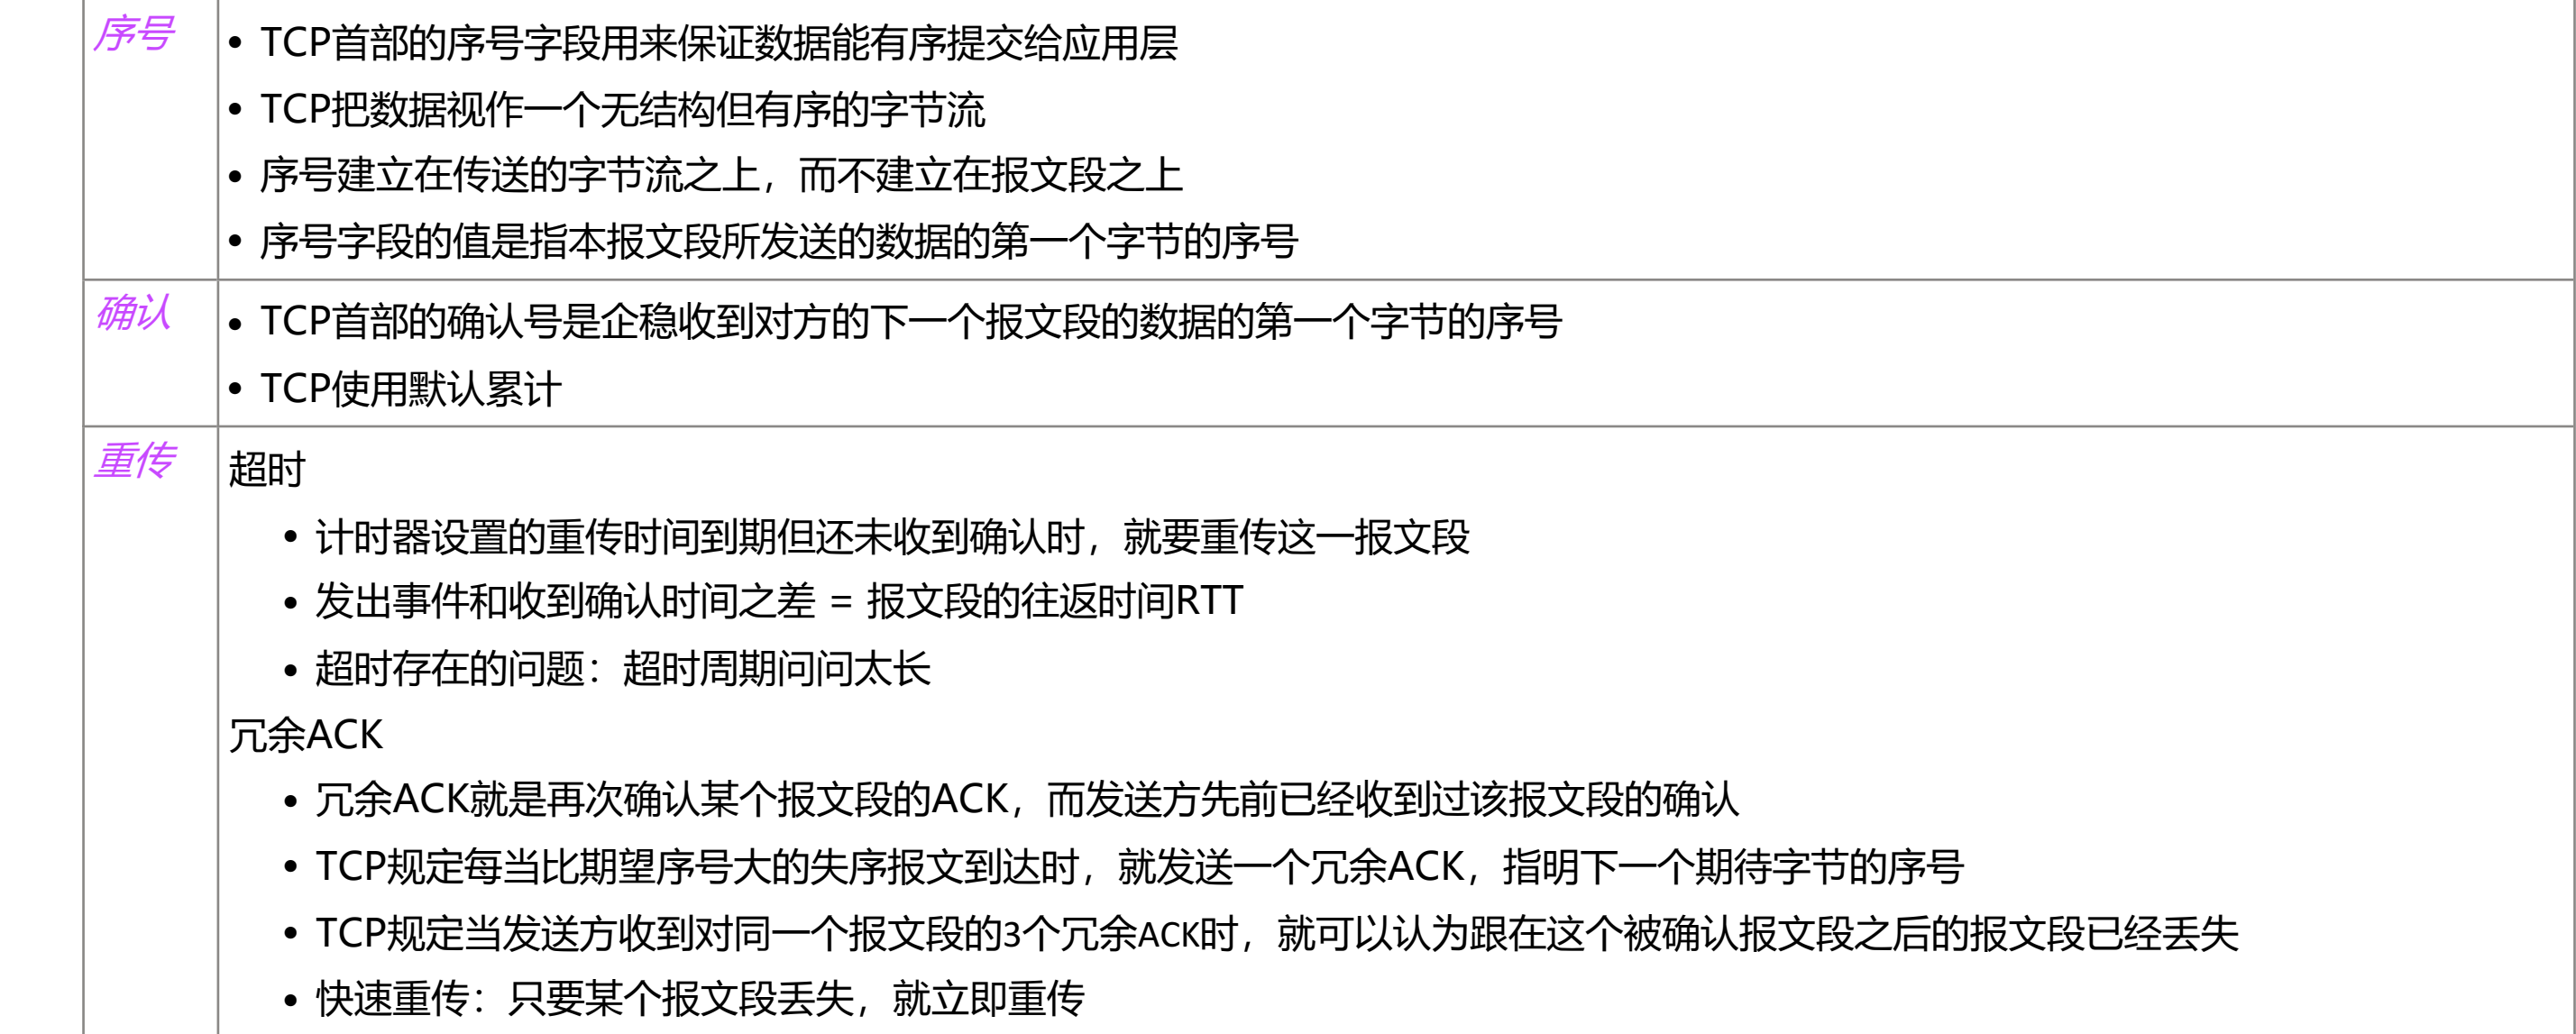 序号
• TCP首部的序号字段用来保证数据能有序提交给应用层
• TCP把数据视作一个无结构但有序的字节流
• 序号建立在传送的字节流之上，而不建立在报文段之上
• 序号字段的值是指本报文段所发送的数据的第一个字节的序号
确认
• TCP首部的确认号是企稳收到对方的下一个报文段的数据的第一个字节的序号
• TCP使用默认累计
重传
超时
• 计时器设置的重传时间到期但还未收到确认时，就要重传这一报文段
• 发出事件和收到确认时间之差 = 报文段的往返时间RTT
• 超时存在的问题：超时周期问问太长
冗余ACK
• 冗余ACK就是再次确认某个报文段的ACK，而发送方先前已经收到过该报文段的确认
• TCP规定每当比期望序号大的失序报文到达时，就发送一个冗余ACK，指明下一个期待字节的序号
• TCP规定当发送方收到对同一个报文段的3个冗余ACK时，就可以认为跟在这个被确认报文段之后的报文段已经丢失
• 快速重传：只要某个报文段丢失，就立即重传